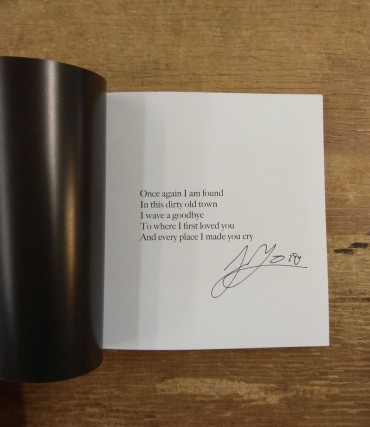 Once again I am found
In this dirty old town
I wave a goodbye
To where I first loved you
And every place I made you cry